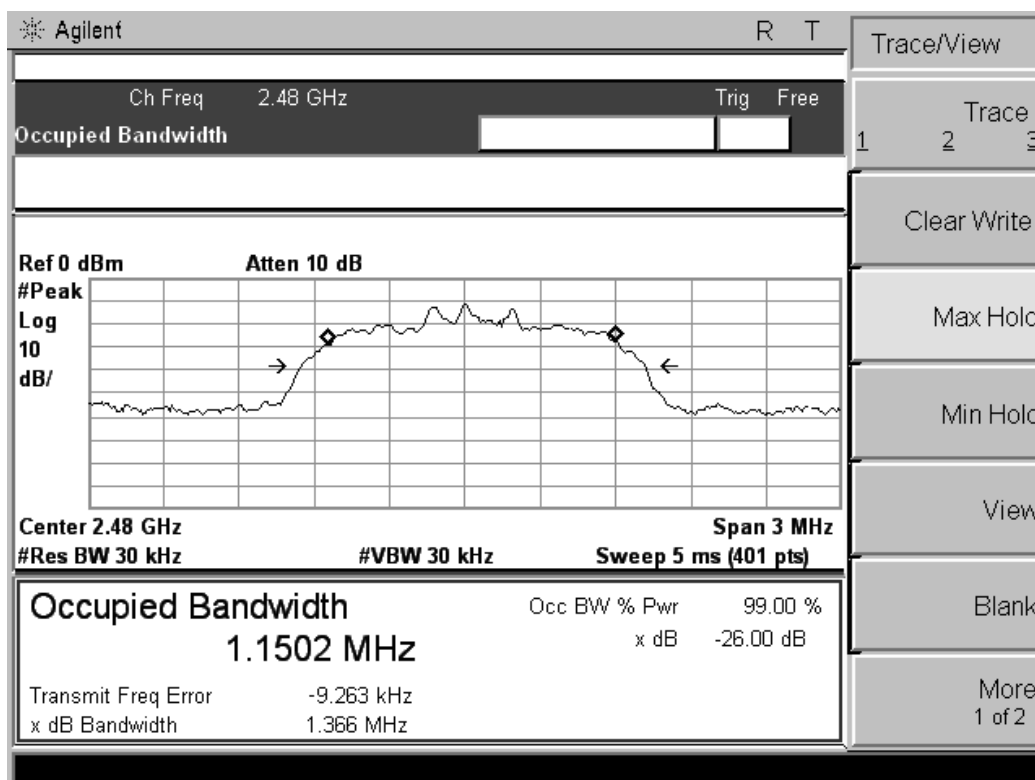 Agilent R T
Ch Freq 2.48 GHz Trig Free
Occupied Bandwidth
Ref 0 dBm Atten 10 dB
#Peak
Log
10
dB/
Center 2.48 GHz Span 3 MHz
#Res BW 30 kHz #VBW 30 kHz Sweep 5 ms (401 pts)
Occupied Bandwidth
1.1502 MHz
Occ BW % Pwr 99.00 %
x dB -26.00 dB
Transmit Freq Error -9.263 kHz
x dB Bandwidth 1.366 MHz
Trace/View
Trace
1 2 3
Clear Write
Max Hold
Min Hold
View
Blank
More
1 of 2